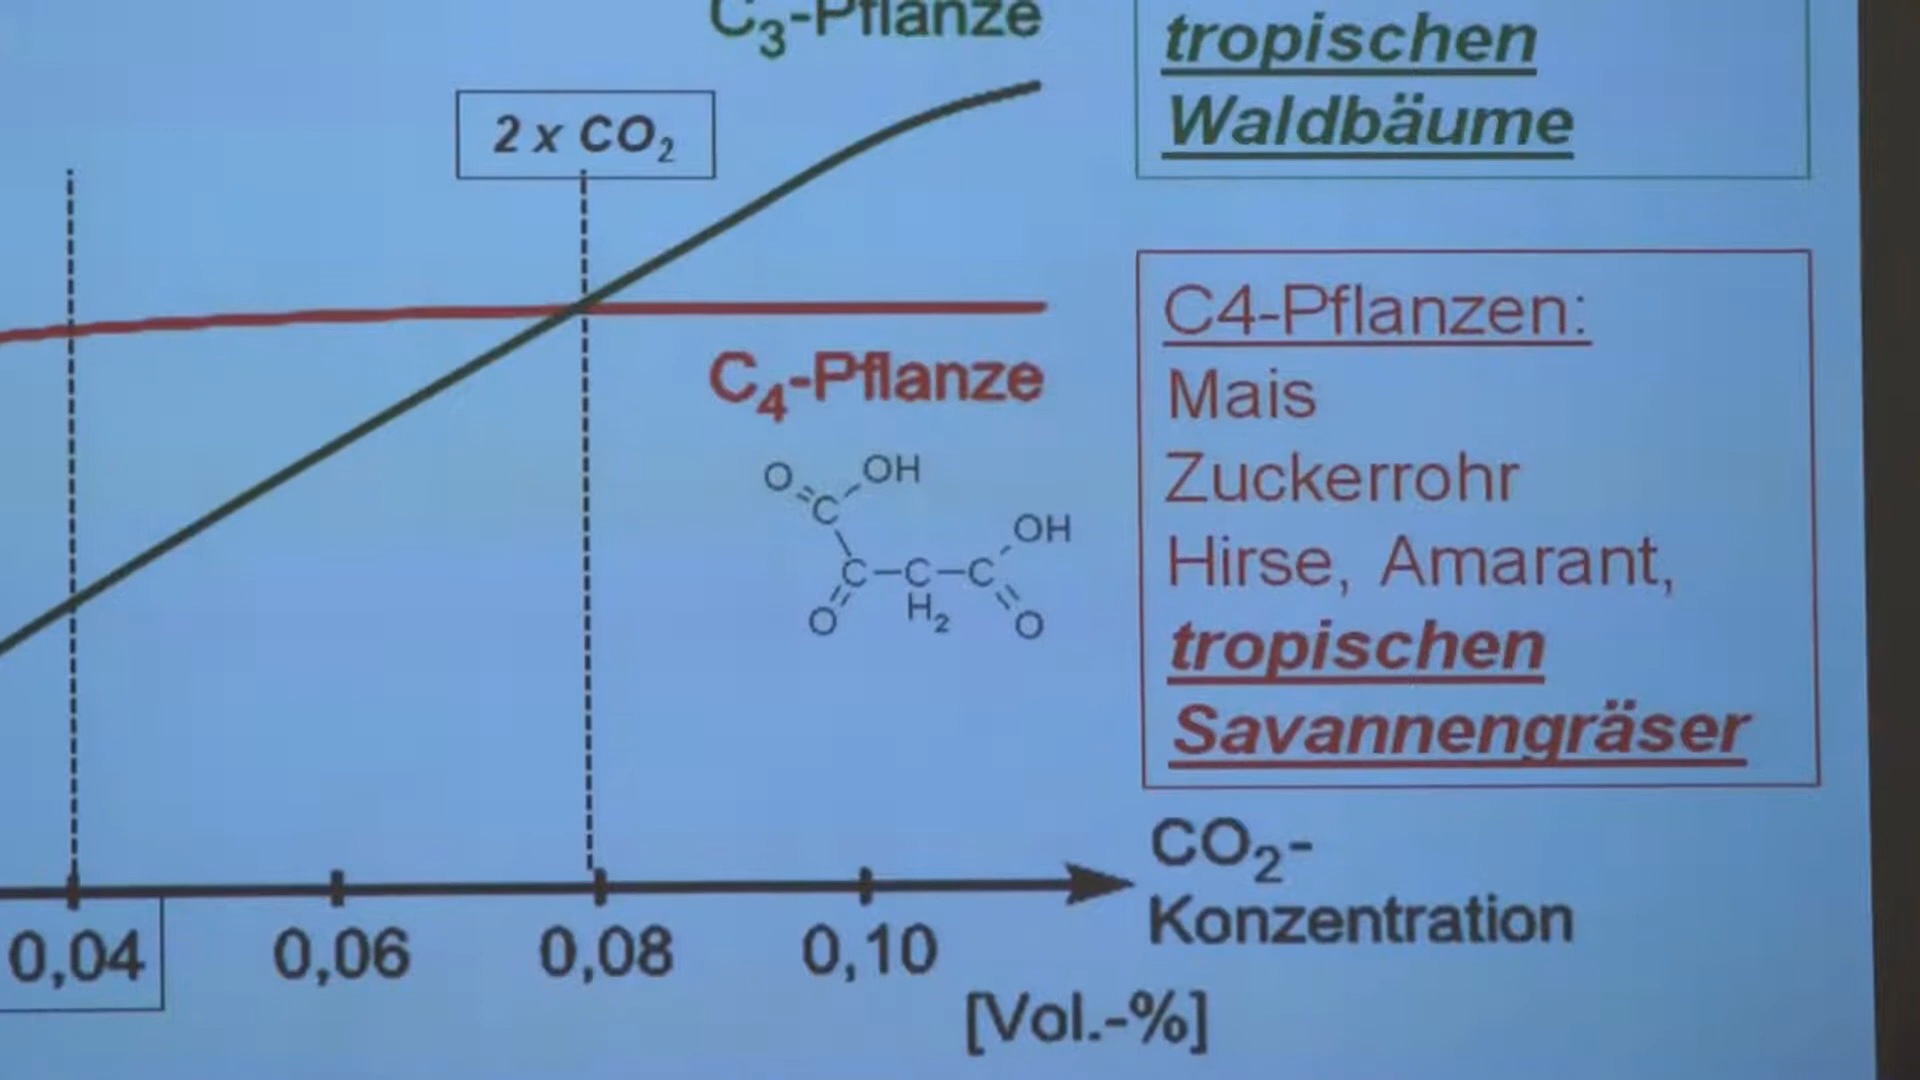 C₃-Pflanze
tropischen
Waldbäume
2 x CO₂
C4-Pflanzen:
Mais
Zuckerrohr
Hirse, Amarant,
tropischen
Savannengräser
C₄-Pflanze
O OH
C
OH
C-C-C
O H₂ O
CO₂-
Konzentration
0,04 0,06 0,08 0,10
[Vol.-%]